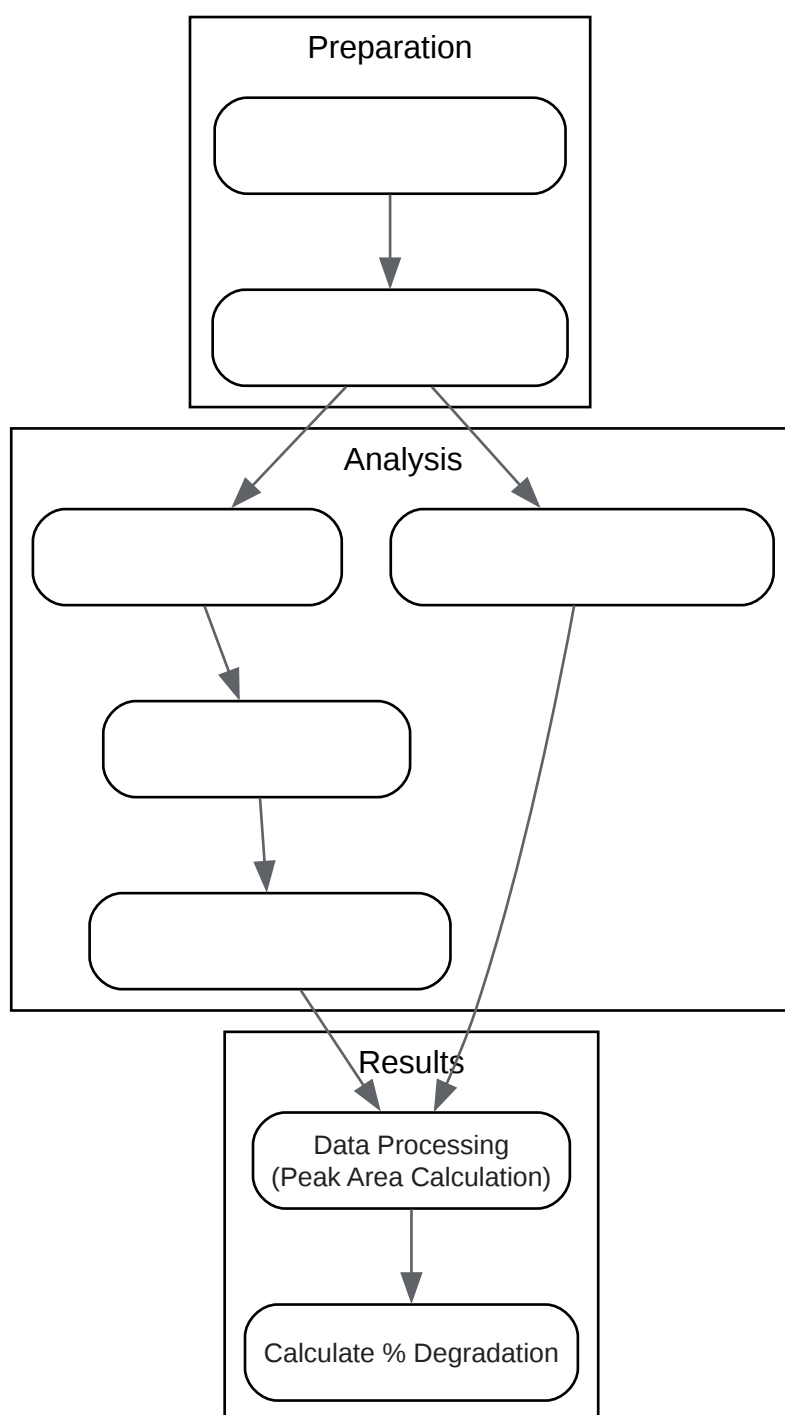 Preparation
Analysis
Results
Data Processing
(Peak Area Calculation)
Calculate % Degradation